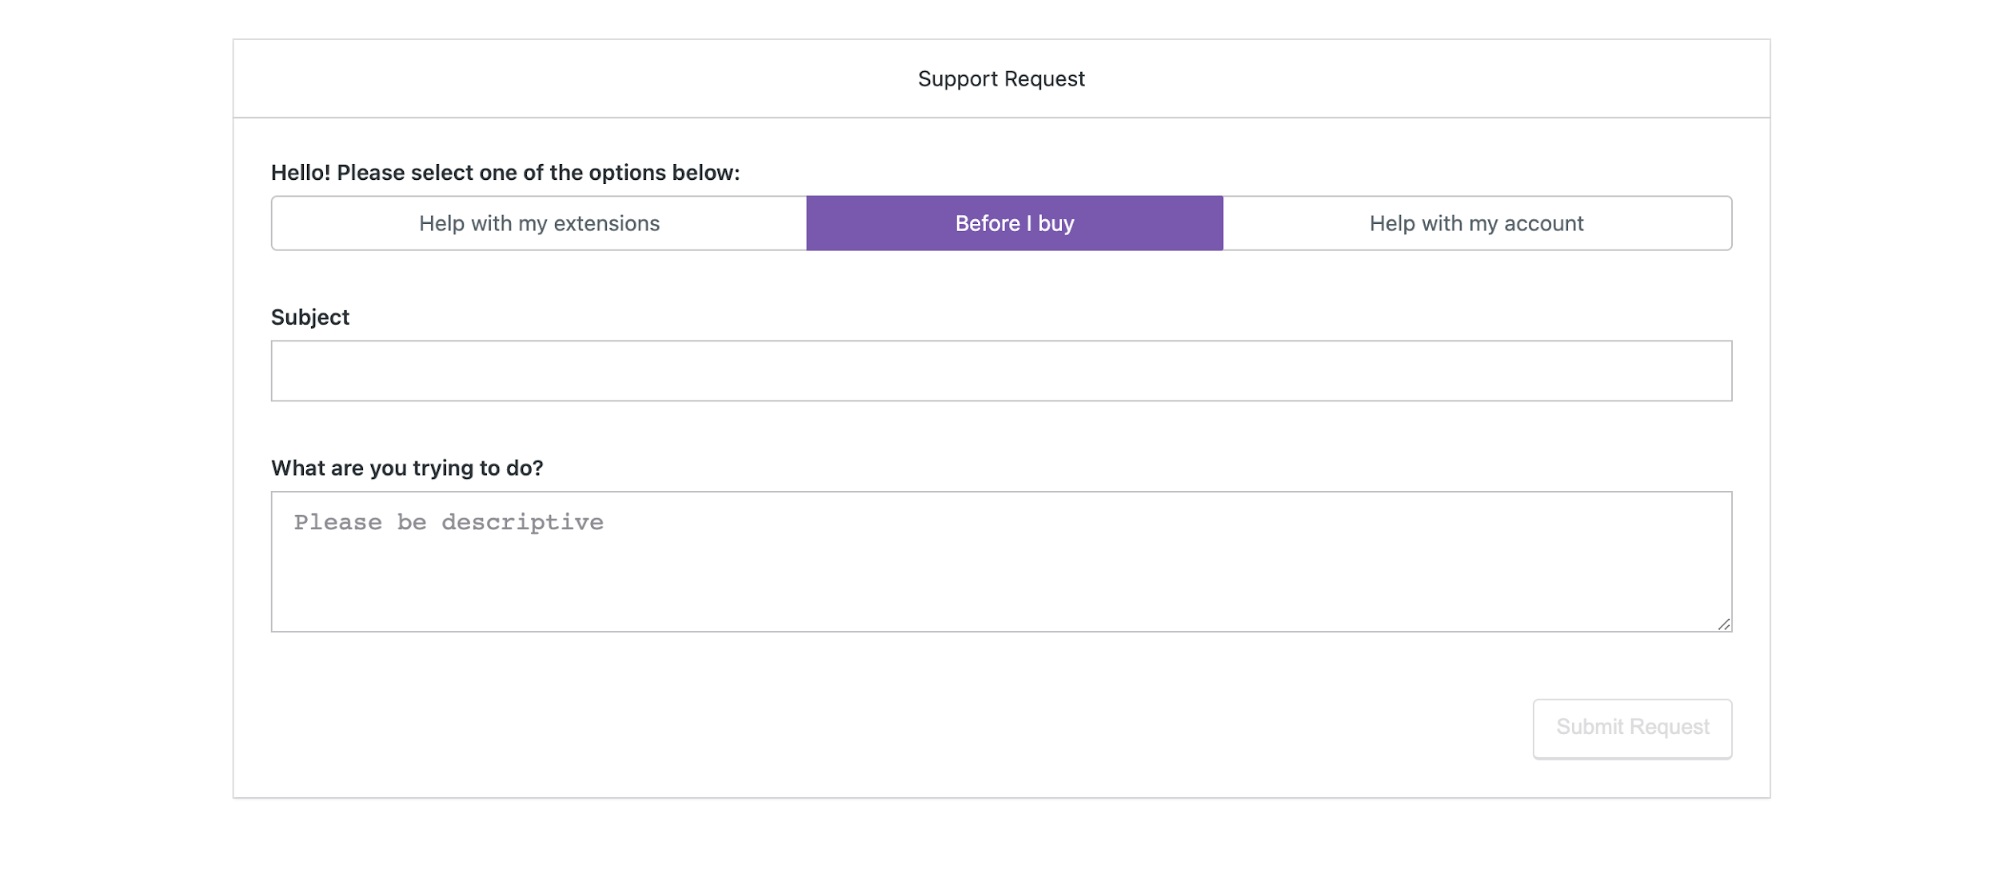 Support Request
Hello! Please select one of the options below:
Help with my extensions
Before I buy
Help with my account
Subject
What are you trying to do?
Please be descriptive
Submit Request